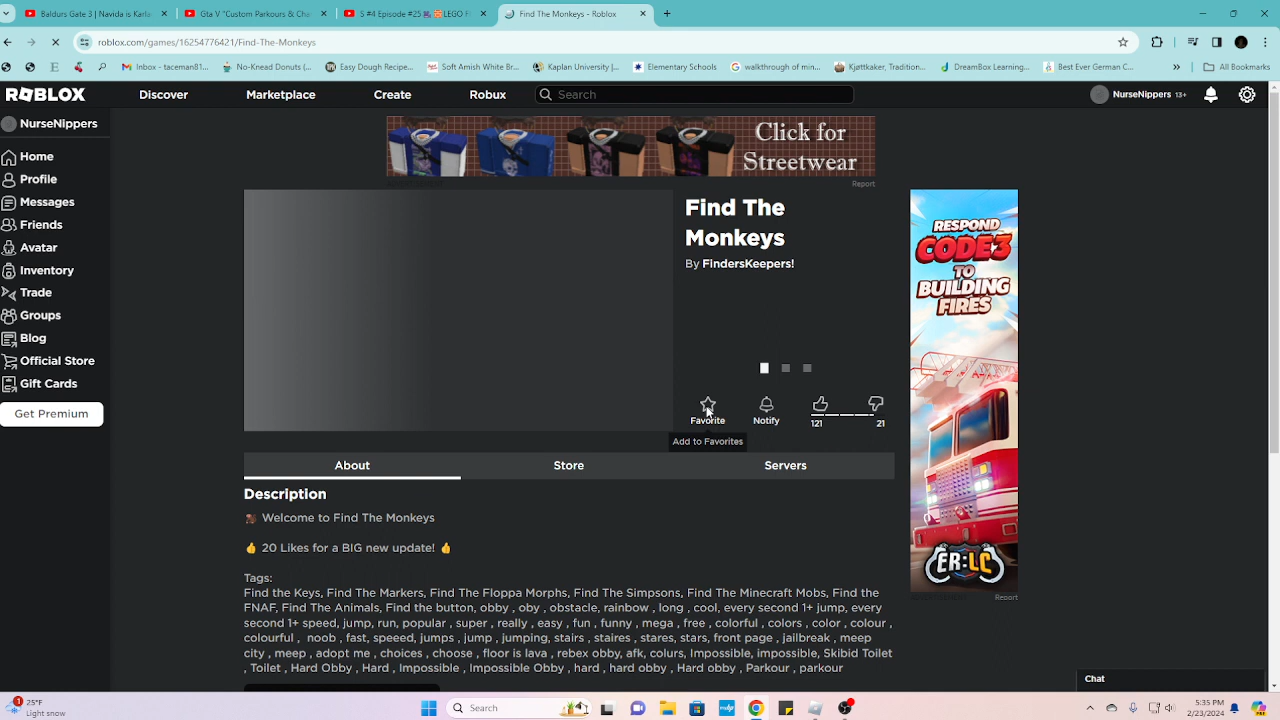 Baldur's Gate 3 | Navida is Karla
Gta V "Custom Parkours & Cha
S #4 Episode #25 LEGO F
Find The Monkeys - Roblox
roblox.com/games/16254776421/Find-The-Monkeys
Inbox - taceman81...
No-Knead Donuts (...
Easy Dough Recipe...
Soft Amish White Br...
Kaplan University |...
Elementary Schools
walkthrough of min...
Kjøttkaker, Tradition...
DreamBox Learning...
Best Ever German C...
All Bookmarks
ROBLOX
Discover
Marketplace
Create
Robux
Search
NurseNippers 13+
NurseNippers
Home
Profile
Messages
Friends
Avatar
Inventory
Trade
Groups
Blog
Official Store
Gift Cards
Get Premium
Click for
Streetwear
Report
Find The
Monkeys
By FindersKeepers!
Favorite
Notify
121
21
Add to Favorites
About
Store
Servers
Description
🐒 Welcome to Find The Monkeys
👍 20 Likes for a BIG new update! 👍
Tags:
Find the Keys, Find The Markers, Find The Floppa Morphs, Find The Simpsons, Find The Minecraft Mobs, Find the
FNAF, Find The Animals, Find the button, obby , oby , obstacle, rainbow , long , cool, every second 1+ jump, every
second 1+ speed, jump, run, popular , super , really , easy , fun , funny , mega , free , colorful , colors , color , colour ,
colourful , noob , fast, speeed, jumps , jump , jumping, stairs , staires , stares, stars, front page , jailbreak , meep
city , meep , adopt me , choices , choose , floor is lava , rebex obby, afk, colurs, Impossible, impossible, Skibid Toilet
, Toilet , Hard Obby , Hard , Impossible , Impossible Obby , hard obby , Hard obby , Parkour , parkour
RESPOND
CODE3
TO
BUILDING
FIRES
ER:LC
Report
Chat
1
25°F
Light snow
Search
5:35 PM
2/23/2024